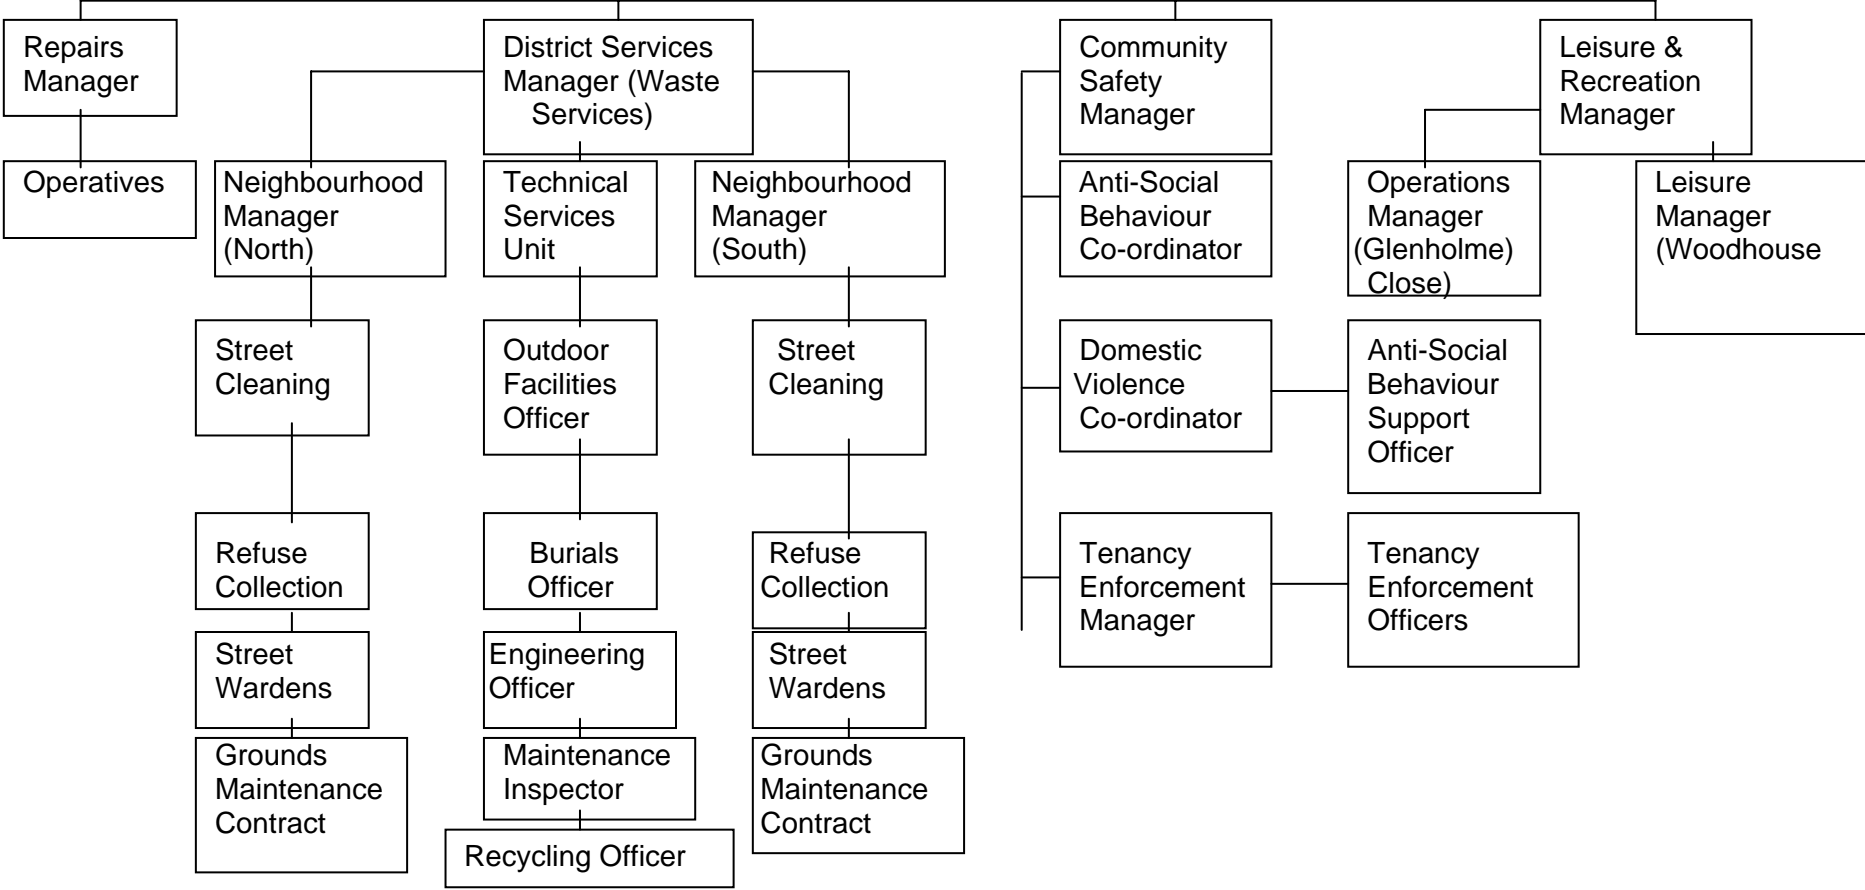 Repairs
Manager
District Services
Manager (Waste
Services)
Community
Safety
Manager
Leisure &
Recreation
Manager
Operatives
Neighbourhood
Manager
(North)
Technical
Services
Unit
Neighbourhood
Manager
(South)
Anti-Social
Behaviour
Co-ordinator
Operations
Manager
(Glenholme)
Close)
Leisure
Manager
(Woodhouse
Street
Cleaning
Outdoor
Facilities
Officer
Street
Cleaning
Domestic
Violence
Co-ordinator
Anti-Social
Behaviour
Support
Officer
Refuse
Collection
Burials
Officer
Refuse
Collection
Tenancy
Enforcement
Manager
Tenancy
Enforcement
Officers
Street
Wardens
Engineering
Officer
Street
Wardens
Grounds
Maintenance
Contract
Maintenance
Inspector
Grounds
Maintenance
Contract
Recycling Officer